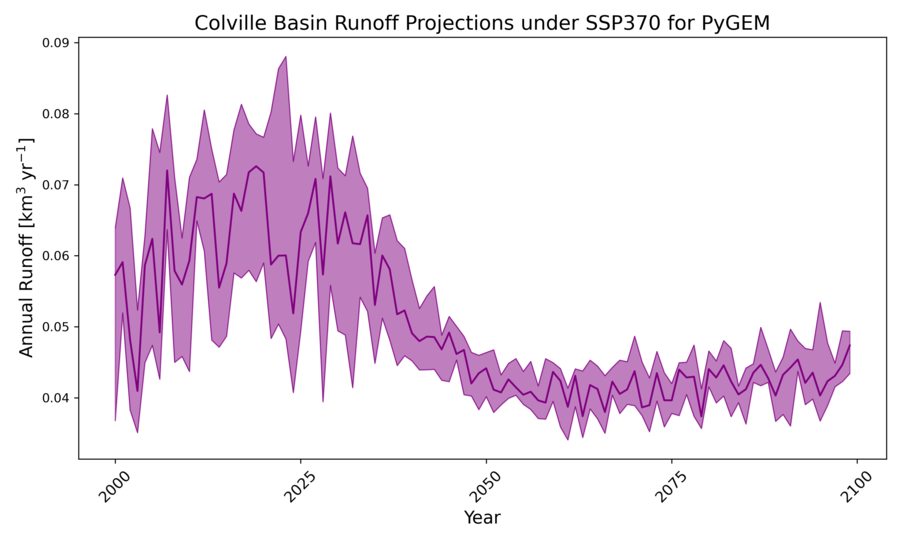 Colville Basin Runoff Projections under SSP370 for PyGEM
0.09
0.08
0.07
0.06
0.05
0.04
Annual Runoff [km³ yr⁻¹]
2000 2025 2050 2075 2100
Year